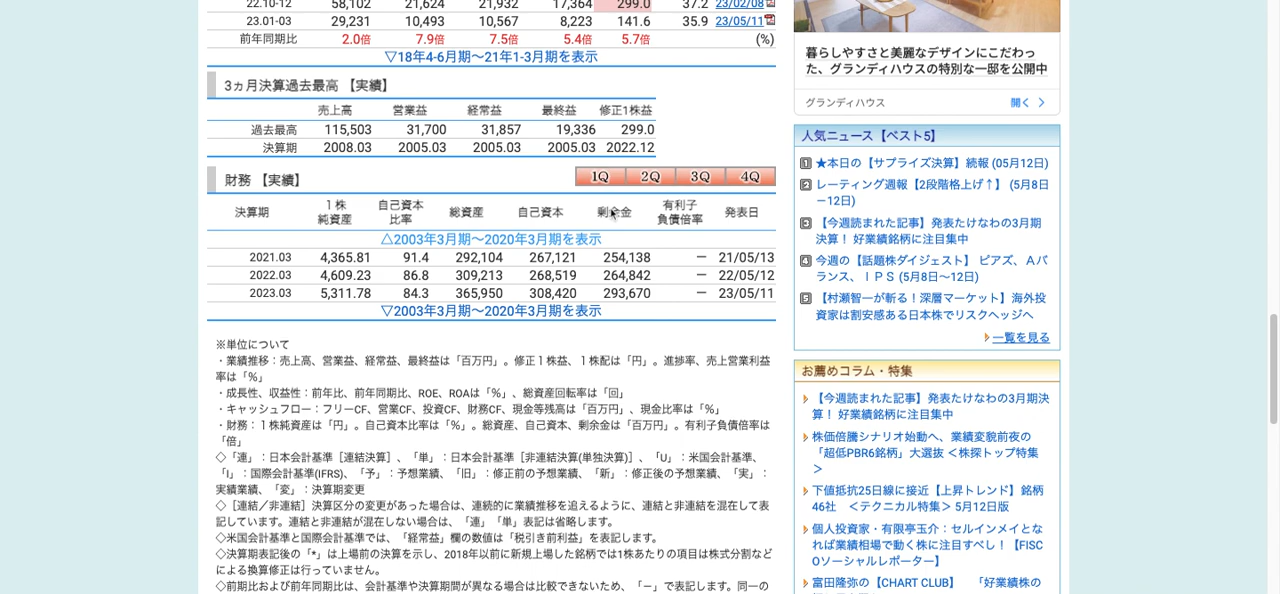 22.10-12 58,102 21,624 21,932 17,364 299.0 37.2 23/02/08
23.01-03 29,231 10,493 10,567 8,223 141.6 35.9 23/05/11
前年同期比 2.0倍 7.9倍 7.5倍 5.4倍 5.7倍 (%)
▽18年4-6月期〜21年1-3月期を表示
3ヵ月決算過去最高 【実績】
売上高 営業益 経常益 最終益 修正1株益
過去最高 115,503 31,700 31,857 19,336 299.0
決算期 2008.03 2005.03 2005.03 2005.03 2022.12
財務 【実績】 1Q 2Q 3Q 4Q
決算期 1株純資産 自己資本比率 総資産 自己資本 剰余金 有利子負債倍率 発表日
△2003年3月期〜2020年3月期を表示
2021.03 4,365.81 91.4 292,104 267,121 254,138 － 21/05/13
2022.03 4,609.23 86.8 309,213 268,519 264,842 － 22/05/12
2023.03 5,311.78 84.3 365,950 308,420 293,670 － 23/05/11
▽2003年3月期〜2020年3月期を表示
※単位について
・業績推移：売上高、営業益、経常益、最終益は「百万円」。修正１株益、１株配は「円」。進捗率、売上営業利益
率は「％」
・成長性、収益性：前年比、前年同期比、ROE、ROAは「％」、総資産回転率は「回」
・キャッシュフロー：フリーCF、営業CF、投資CF、財務CF、現金等残高は「百万円」、現金比率は「％」
・財務：１株純資産は「円」。自己資本比率は「％」。総資産、自己資本、剰余金は「百万円」。有利子負債倍率は
「倍」
◇「連」：日本会計基準［連結決算］、「単」：日本会計基準［非連結決算(単独決算)］、「U」：米国会計基準、
「I」：国際会計基準(IFRS)、「予」：予想業績、「旧」：修正前の予想業績、「新」：修正後の予想業績、「実」：
実績業績、「変」：決算期変更
◇［連結／非連結］決算区分の変更があった場合は、連続的に業績推移を追えるように、連結と非連結を混在して表
記しています。連結と非連結が混在しない場合は、「連」「単」表記は省略します。
◇米国会計基準と国際会計基準では、「経常益」欄の数値は「税引き前利益」を表記します。
◇決算期表記後の「*」は上場前の決算を示し、2018年以前に新規上場した銘柄では1株あたりの項目は株式分割など
による換算修正は行っていません。
◇前期比および前年同期比は、会計基準や決算期間が異なる場合は比較できないため、「－」で表記します。同一の
暮らしやすさと美麗なデザインにこだわっ
た、グランディハウスの特別な一邸を公開中
グランディハウス 開く
人気ニュース【ベスト5】
1 ★本日の【サプライズ決算】続報 (05月12日)
2 レーティング週報【2段階格上げ↑】 (5月8日
ー12日)
3 【今週読まれた記事】発表たけなわの3月期
決算！ 好業績銘柄に注目集中
4 今週の【話題株ダイジェスト】 ピアズ、Ａバ
ランス、ＩＰＳ (5月8日〜12日)
5 【村瀬智一が斬る！深層マーケット】海外投
資家は割安感ある日本株でリスクヘッジへ
一覧を見る
お薦めコラム・特集
【今週読まれた記事】発表たけなわの3月期決
算！ 好業績銘柄に注目集中
株価倍騰シナリオ始動へ、業績変貌前夜の
「超低PBR6銘柄」大選抜 ＜株探トップ特集
＞
下値抵抗25日線に接近【上昇トレンド】銘柄
46社 ＜テクニカル特集＞ 5月12日版
個人投資家・有限亭玉介：セルインメイとな
れば業績相場で動く株に注目すべし！【FISC
Oソーシャルレポーター】
富田隆弥の【CHART CLUB】 「好業績株の